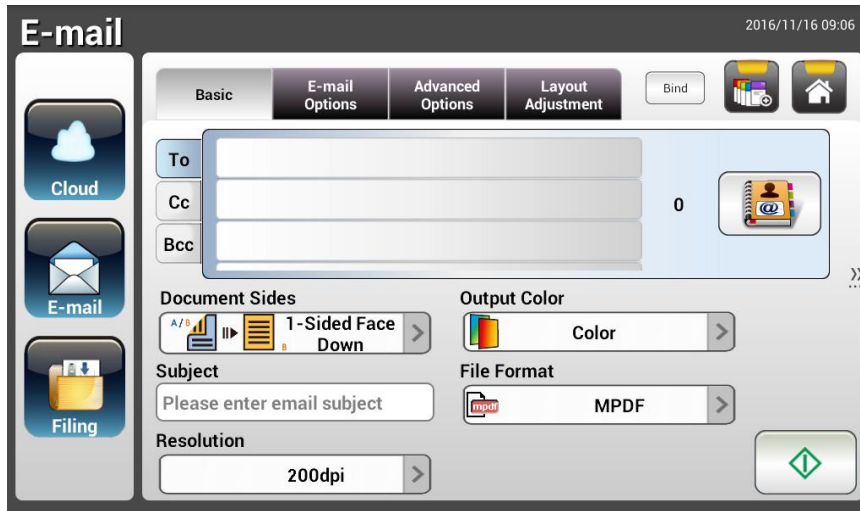 E-mail
2016/11/16 09:06
Basic
E-mail
Options
Advanced
Options
Layout
Adjustment
Bind
Cloud
E-mail
Filing
To
Cc
Bcc
0
@
Document Sides
A/B
B
1-Sided Face
Down
Output Color
Color
Subject
Please enter email subject
File Format
mpdf
MPDF
Resolution
200dpi